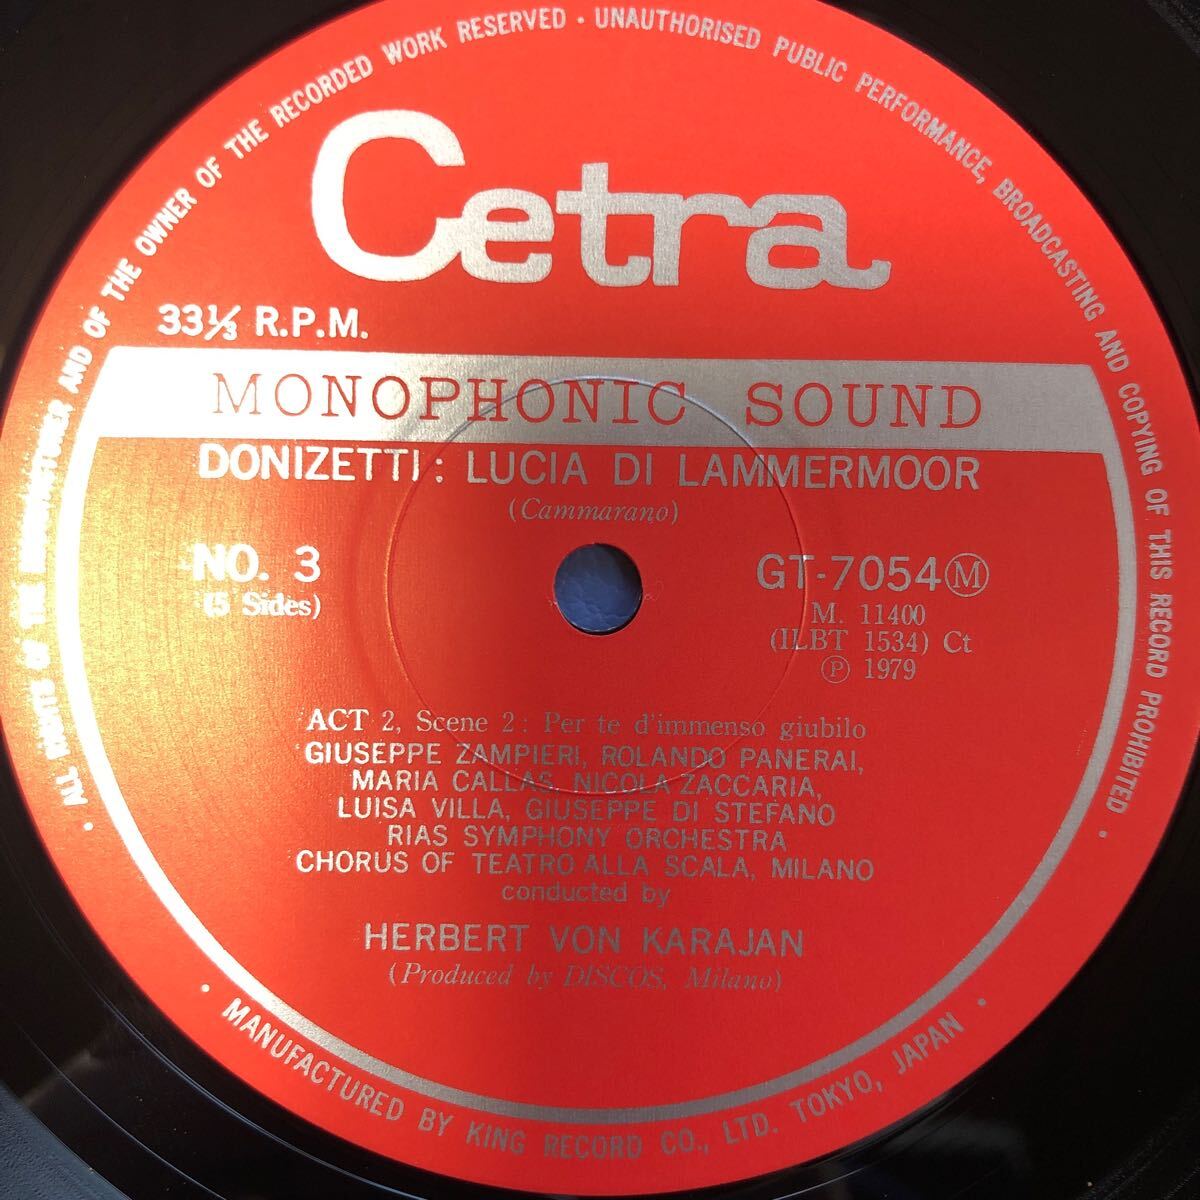 ALL RIGHTS OF THE MANUFACTURER AND OF THE OWNER OF THE RECORDED WORK RESERVED · UNAUTHORISED PUBLIC PERFORMANCE, BROADCASTING AND COPYING OF THIS RECORD PROHIBITED ·
Cetra
33⅓ R.P.M.
MONOPHONIC SOUND
DONIZETTI: LUCIA DI LAMMERMOOR
(Cammarano)
NO. 3
(5 Sides)
GT-7054Ⓜ
M. 11400
(ILBT 1534) Ct
Ⓟ 1979
ACT 2, Scene 2: Per te d'immenso giubilo
GIUSEPPE ZAMPIERI, ROLANDO PANERAI,
MARIA CALLAS, NICOLA ZACCARIA,
LUISA VILLA, GIUSEPPE DI STEFANO
RIAS SYMPHONY ORCHESTRA
CHORUS OF TEATRO ALLA SCALA, MILANO
conducted by
HERBERT VON KARAJAN
(Produced by DISCOS, Milano)
· MANUFACTURED BY KING RECORD CO., LTD. TOKYO, JAPAN ·